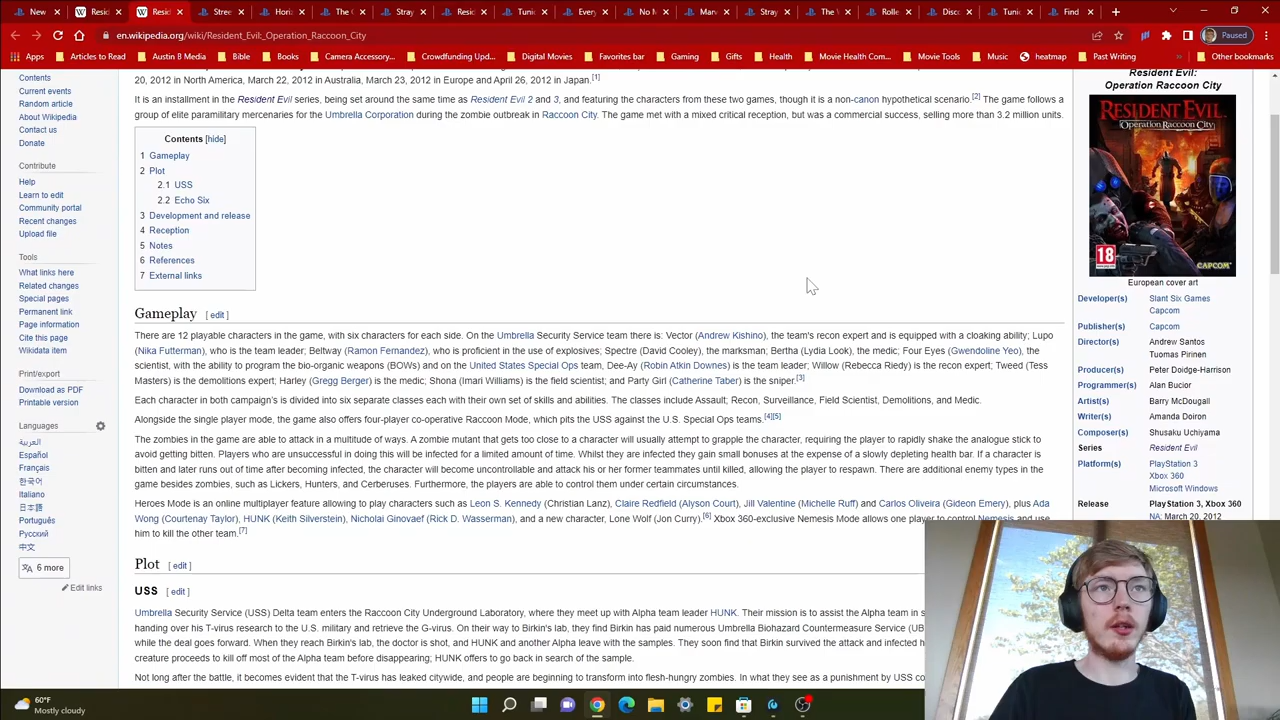 New
Resid
Resid
Stree
Horiz
The C
Stray
Resid
Tunic
Every
No M
Marv
Stray
The V
Rolle
Disco
Tunic
Find
en.wikipedia.org/wiki/Resident_Evil:_Operation_Raccoon_City
Paused
Apps
Articles to Read
Austin B Media
Bible
Books
Camera Accessory...
Crowdfunding Upd...
Digital Movies
Favorites bar
Gaming
Gifts
Health
Movie Health Com...
Movie Tools
Music
heatmap
Past Writing
Other bookmarks
Contents
Current events
Random article
About Wikipedia
Contact us
Donate
Contribute
Help
Learn to edit
Community portal
Recent changes
Upload file
Tools
What links here
Related changes
Special pages
Permanent link
Page information
Cite this page
Wikidata item
Print/export
Download as PDF
Printable version
Languages
العربية
Español
Français
한국어
Italiano
日本語
Português
Русский
中文
6 more
Edit links
20, 2012 in North America, March 22, 2012 in Australia, March 23, 2012 in Europe and April 26, 2012 in Japan.[1]
It is an installment in the Resident Evil series, being set around the same time as Resident Evil 2 and 3, and featuring the characters from these two games, though it is a non-canon hypothetical scenario.[2] The game follows a
group of elite paramilitary mercenaries for the Umbrella Corporation during the zombie outbreak in Raccoon City. The game met with a mixed critical reception, but was a commercial success, selling more than 3.2 million units.
Contents [hide]
1 Gameplay
2 Plot
2.1 USS
2.2 Echo Six
3 Development and release
4 Reception
5 Notes
6 References
7 External links
Gameplay [ edit ]
There are 12 playable characters in the game, with six characters for each side. On the Umbrella Security Service team there is: Vector (Andrew Kishino), the team's recon expert and is equipped with a cloaking ability; Lupo
(Nika Futterman), who is the team leader; Beltway (Ramon Fernandez), who is proficient in the use of explosives; Spectre (David Cooley), the marksman; Bertha (Lydia Look), the medic; Four Eyes (Gwendoline Yeo), the
scientist, with the ability to program the bio-organic weapons (BOWs) and on the United States Special Ops team, Dee-Ay (Robin Atkin Downes) is the team leader; Willow (Rebecca Riedy) is the recon expert; Tweed (Tess
Masters) is the demolitions expert; Harley (Gregg Berger) is the medic; Shona (Imari Williams) is the field scientist; and Party Girl (Catherine Taber) is the sniper.[3]
Each character in both campaign's is divided into six separate classes each with their own set of skills and abilities. The classes include Assault, Recon, Surveillance, Field Scientist, Demolitions, and Medic.
Alongside the single player mode, the game also offers four-player co-operative Raccoon Mode, which pits the USS against the U.S. Special Ops teams.[4][5]
The zombies in the game are able to attack in a multitude of ways. A zombie mutant that gets too close to a character will usually attempt to grapple the character, requiring the player to rapidly shake the analogue stick to
avoid getting bitten. Players who are unsuccessful in doing this will be infected for a limited amount of time. Whilst they are infected they gain small bonuses at the expense of a slowly depleting health bar. If a character is
bitten and later runs out of time after becoming infected, the character will become uncontrollable and attack his or her former teammates until killed, allowing the player to respawn. There are additional enemy types in the
game besides zombies, such as Lickers, Hunters, and Cerberuses. Furthermore, the players are able to control them under certain circumstances.
Heroes Mode is an online multiplayer feature allowing to play characters such as Leon S. Kennedy (Christian Lanz), Claire Redfield (Alyson Court), Jill Valentine (Michelle Ruff) and Carlos Oliveira (Gideon Emery), plus Ada
Wong (Courtenay Taylor), HUNK (Keith Silverstein), Nicholai Ginovaef (Rick D. Wasserman), and a new character, Lone Wolf (Jon Curry).[6] Xbox 360-exclusive Nemesis Mode allows one player to control Nemesis and use
him to kill the other team.[7]
Plot [ edit ]
USS [ edit ]
Umbrella Security Service (USS) Delta team enters the Raccoon City Underground Laboratory, where they meet up with Alpha team leader HUNK. Their mission is to assist the Alpha team in s
handing over his T-virus research to the U.S. military and retrieve the G-virus. On their way to Birkin's lab, they find Birkin has paid numerous Umbrella Biohazard Countermeasure Service (UB
while the deal goes forward. When they reach Birkin's lab, the doctor is shot, and HUNK and another Alpha leave with the samples. They soon find that Birkin survived the attack and infected h
creature proceeds to kill off most of the Alpha team before disappearing; HUNK offers to go back in search of the sample.
Not long after the battle, it becomes evident that the T-virus has leaked citywide, and people are beginning to transform into flesh-hungry zombies. In what they see as a punishment by USS co
Resident Evil:
Operation Raccoon City
RESIDENT EVIL
Operation Raccoon City
18
CAPCOM
European cover art
Developer(s) Slant Six Games
Capcom
Publisher(s) Capcom
Director(s) Andrew Santos
Tuomas Pirinen
Producer(s) Peter Doidge-Harrison
Programmer(s) Alan Bucior
Artist(s) Barry McDougall
Writer(s) Amanda Doiron
Composer(s) Shusaku Uchiyama
Series Resident Evil
Platform(s) PlayStation 3
Xbox 360
Microsoft Windows
Release PlayStation 3, Xbox 360
NA: March 20, 2012
60°F
Mostly cloudy